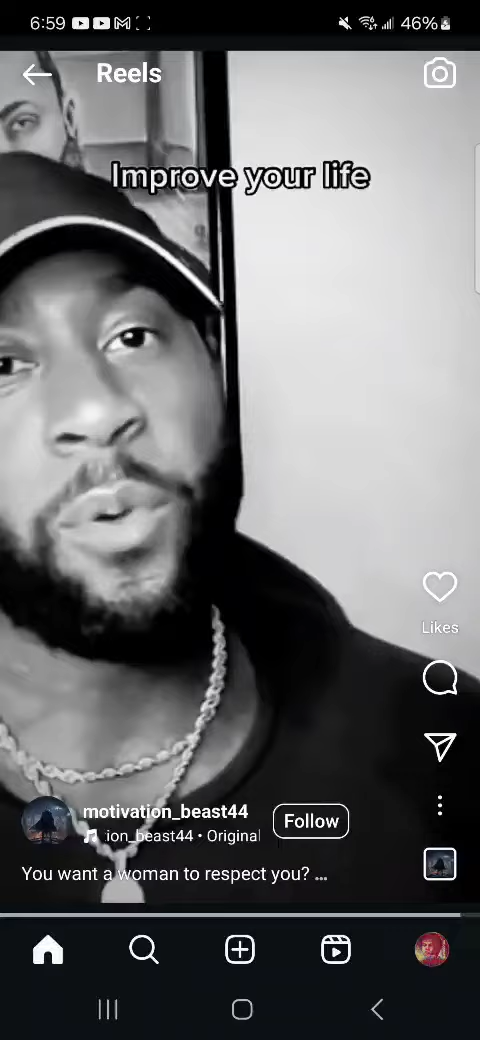 6:59
46%
Reels
Improve your life
Likes
motivation_beast44
Follow
ion_beast44 • Original
You want a woman to respect you? ...